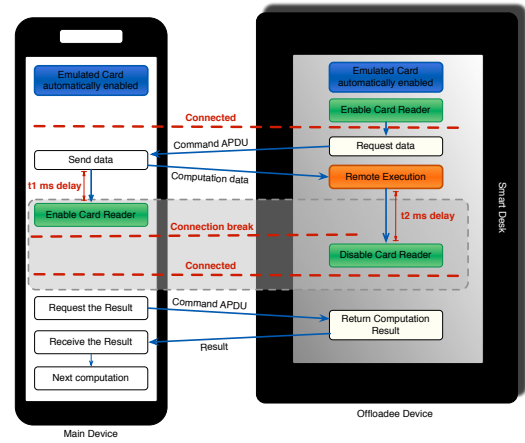 Emulated Card
automatically enabled
Emulated Card
automatically enabled
Enable Card Reader
Connected
Command APDU
Request data
Send data
Computation data
Remote Execution
t1 ms delay
Enable Card Reader
t2 ms delay
Smart Desk
Connection break
Disable Card Reader
Connected
Request the Result
Command APDU
Return Computation
Result
Receive the Result
Result
Next computation
Offloadee Device
Main Device